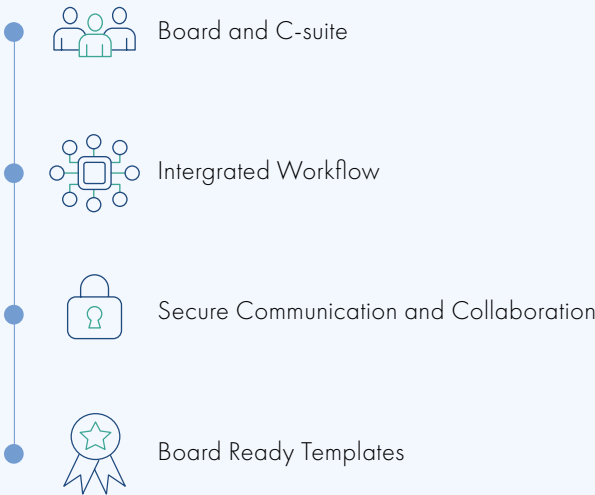 Board and C-suite
Intergrated Workflow
Secure Communication and Collaboration
Board Ready Templates